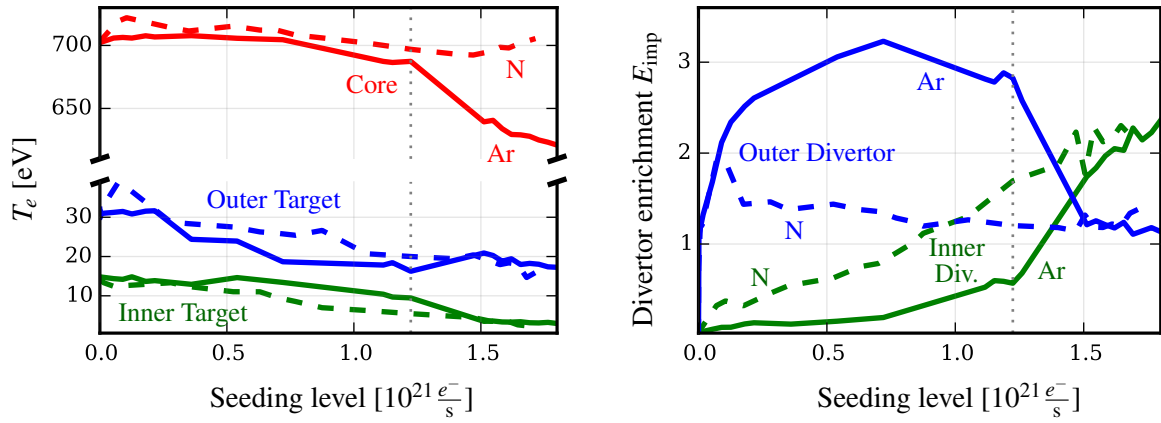 700
650
30
20
10
T_e [eV]
Core
N
Ar
Outer Target
Inner Target
0.0 0.5 1.0 1.5
Seeding level [10^21 e^-/s]
3
2
1
Divertor enrichment E_imp
Ar
Outer Divertor
N
N
Inner
Div.
Ar
0.0 0.5 1.0 1.5
Seeding level [10^21 e^-/s]